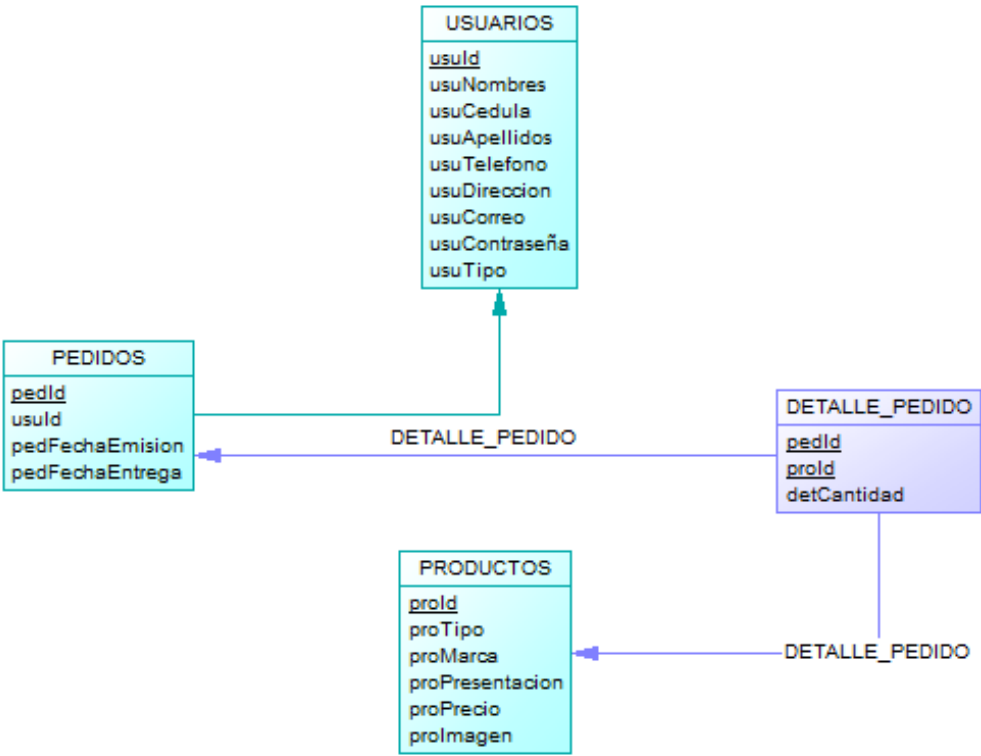 USUARIOS
usuId
usuNombres
usuCedula
usuApellidos
usuTelefono
usuDireccion
usuCorreo
usuContraseña
usuTipo
PEDIDOS
pedId
usuId
pedFechaEmision
pedFechaEntrega
DETALLE_PEDIDO
DETALLE_PEDIDO
pedId
proId
detCantidad
PRODUCTOS
proId
proTipo
proMarca
proPresentacion
proPrecio
proImagen
DETALLE_PEDIDO